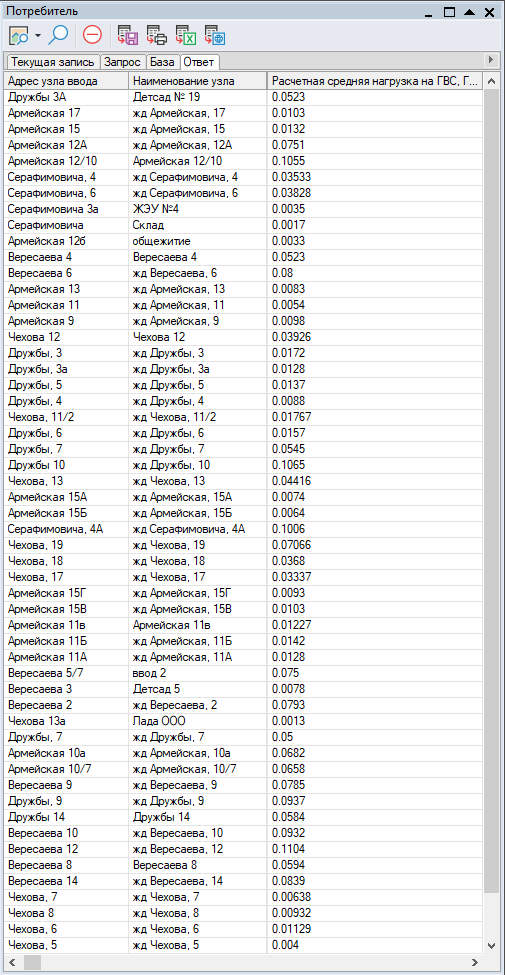 Потребитель
Текущая запись Запрос База Ответ
Адрес узла ввода Наименование узла Расчетная средняя нагрузка на ГВС, Г...
Дружбы 3А Детсад № 19 0.0523
Армейская 17 жд Армейская, 17 0.0103
Армейская 15 жд Армейская, 15 0.0132
Армейская 12А жд Армейская, 12А 0.0751
Армейская 12/10 Армейская 12/10 0.1055
Серафимовича, 4 жд Серафимовича, 4 0.03533
Серафимовича, 6 жд Серафимовича, 6 0.03828
Серафимовича 3а ЖЭУ №4 0.0035
Серафимовича Склад 0.0017
Армейская 12б общежитие 0.0033
Вересаева 4 Вересаева 4 0.0523
Вересаева 6 жд Вересаева, 6 0.08
Армейская 13 жд Армейская, 13 0.0083
Армейская 11 жд Армейская, 11 0.0054
Армейская 9 жд Армейская, 9 0.0098
Чехова 12 Чехова 12 0.03926
Дружбы, 3 жд Дружбы, 3 0.0172
Дружбы, 3а жд Дружбы, 3а 0.0128
Дружбы, 5 жд Дружбы, 5 0.0137
Дружбы, 4 жд Дружбы, 4 0.0088
Чехова, 11/2 жд Чехова, 11/2 0.01767
Дружбы, 6 жд Дружбы, 6 0.0157
Дружбы, 7 жд Дружбы, 7 0.0545
Дружбы 10 жд Дружбы, 10 0.1065
Чехова, 13 жд Чехова, 13 0.04416
Армейская 15А жд Армейская, 15А 0.0074
Армейская 15Б жд Армейская, 15Б 0.0064
Серафимовича, 4А жд Серафимовича, 4А 0.1006
Чехова, 19 жд Чехова, 19 0.07066
Чехова, 18 жд Чехова, 18 0.0368
Чехова, 17 жд Чехова, 17 0.03337
Армейская 15Г жд Армейская, 15Г 0.0093
Армейская 15В жд Армейская, 15В 0.0103
Армейская 11в Армейская 11в 0.01227
Армейская 11Б жд Армейская, 11Б 0.0142
Армейская 11А жд Армейская, 11А 0.0128
Вересаева 5/7 ввод 2 0.075
Вересаева 3 Детсад 5 0.0078
Вересаева 2 жд Вересаева, 2 0.0793
Чехова 13а Лада ООО 0.0013
Дружбы, 7 жд Дружбы, 7 0.05
Армейская 10а жд Армейская, 10а 0.0682
Армейская 10/7 жд Армейская, 10/7 0.0658
Вересаева 9 жд Вересаева, 9 0.0785
Дружбы, 9 жд Дружбы, 9 0.0937
Дружбы 14 Дружбы 14 0.0584
Вересаева 10 жд Вересаева, 10 0.0932
Вересаева 12 жд Вересаева, 12 0.1104
Вересаева 8 Вересаева 8 0.0594
Вересаева 14 жд Вересаева, 14 0.0839
Чехова, 7 жд Чехова, 7 0.00638
Чехова 8 жд Чехова, 8 0.00932
Чехова, 6 жд Чехова, 6 0.01129
Чехова, 5 жд Чехова, 5 0.004